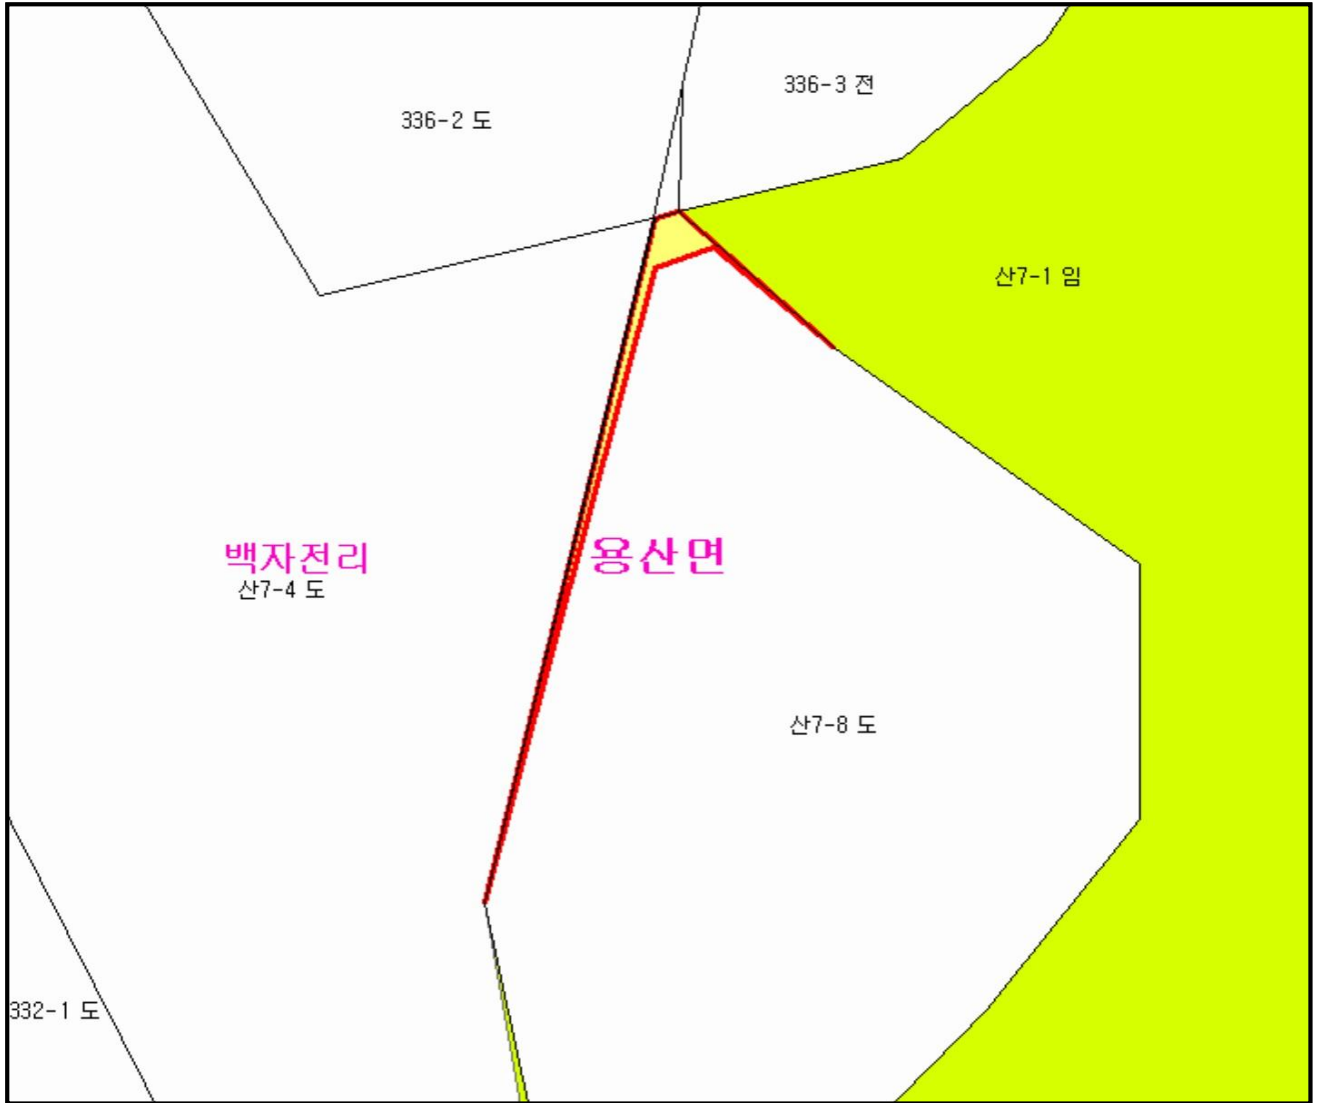 336-3 전
336-2 도
산7-1 임
백자전리
용산면
산7-4 도
산7-8 도
332-1 도